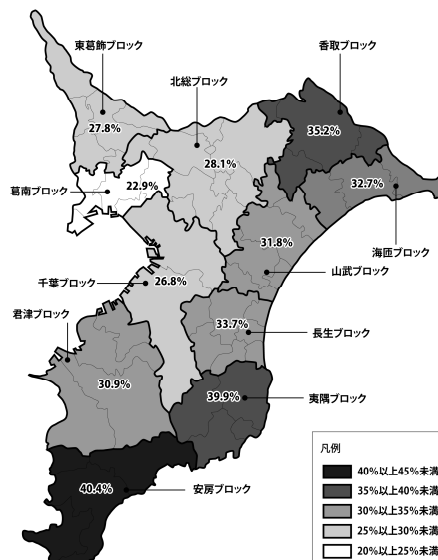 東葛飾ブロック
27.8%
北総ブロック
28.1%
香取ブロック
35.2%
葛南ブロック
22.9%
32.7%
海匝ブロック
31.8%
山武ブロック
千葉ブロック
26.8%
君津ブロック
30.9%
33.7%
長生ブロック
39.9%
夷隅ブロック
40.4%
安房ブロック
凡例
40%以上45%未満
35%以上40%未満
30%以上35%未満
25%以上30%未満
20%以上25%未満